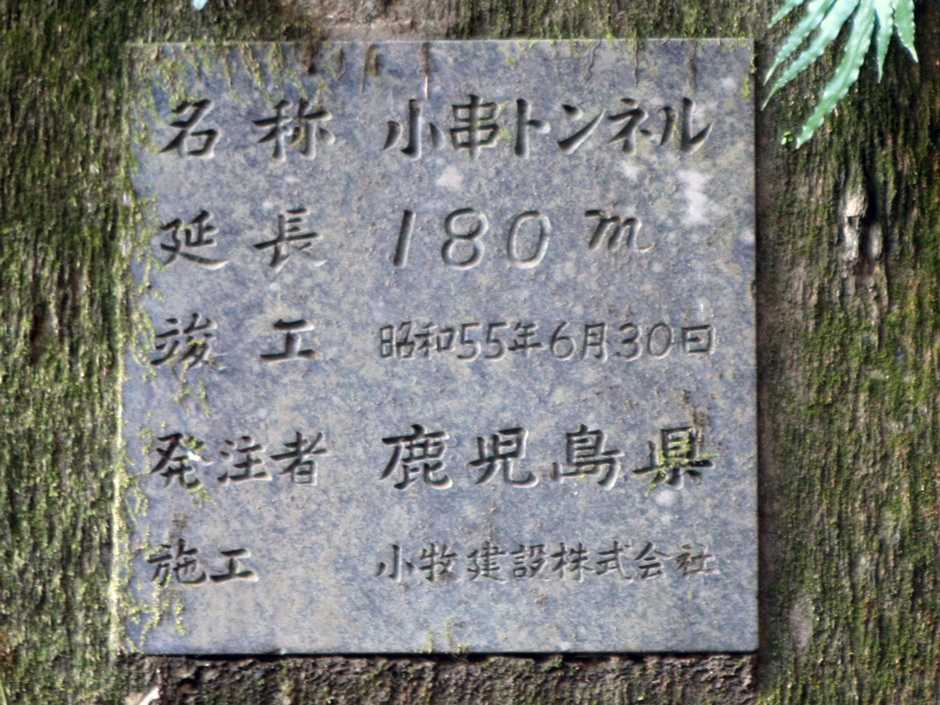 名称 小串トンネル
延長 180m
竣工 昭和55年6月30日
発注者 鹿児島県
施工 小牧建設株式会社